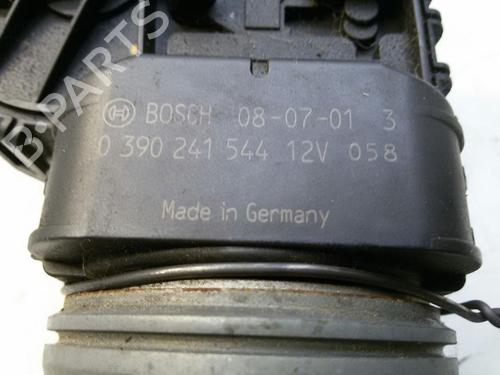 BOSCH 08-07-01 3
0 390 241 544 12V 058
Made in Germany
B-PARTS